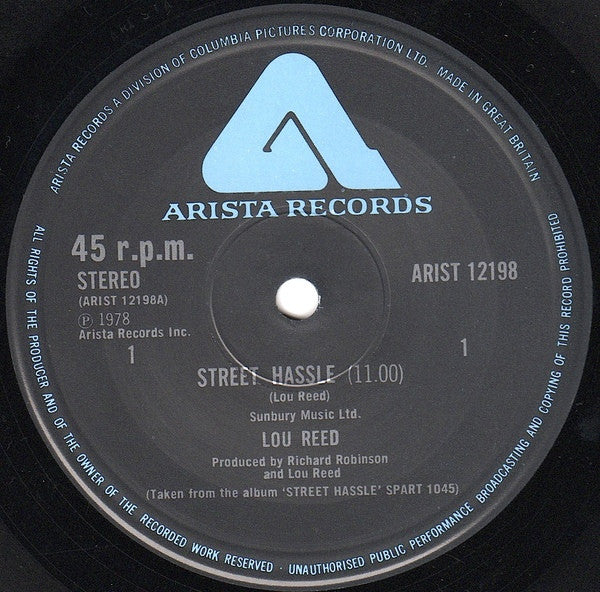 ARISTA RECORDS A DIVISION OF COLUMBIA PICTURES CORPORATION LTD. MADE IN GREAT BRITAIN
ARISTA RECORDS
45 r.p.m.
STEREO
(ARIST 12198A)
Ⓟ 1978
Arista Records Inc.
1
ARIST 12198
1
STREET HASSLE (11.00)
(Lou Reed)
Sunbury Music Ltd.
LOU REED
Produced by Richard Robinson
and Lou Reed
(Taken from the album 'STREET HASSLE' SPART 1045)
ALL RIGHTS OF THE PRODUCER AND OF THE OWNER OF THE RECORDED WORK RESERVED · UNAUTHORISED PUBLIC PERFORMANCE BROADCASTING AND COPYING OF THIS RECORD PROHIBITED